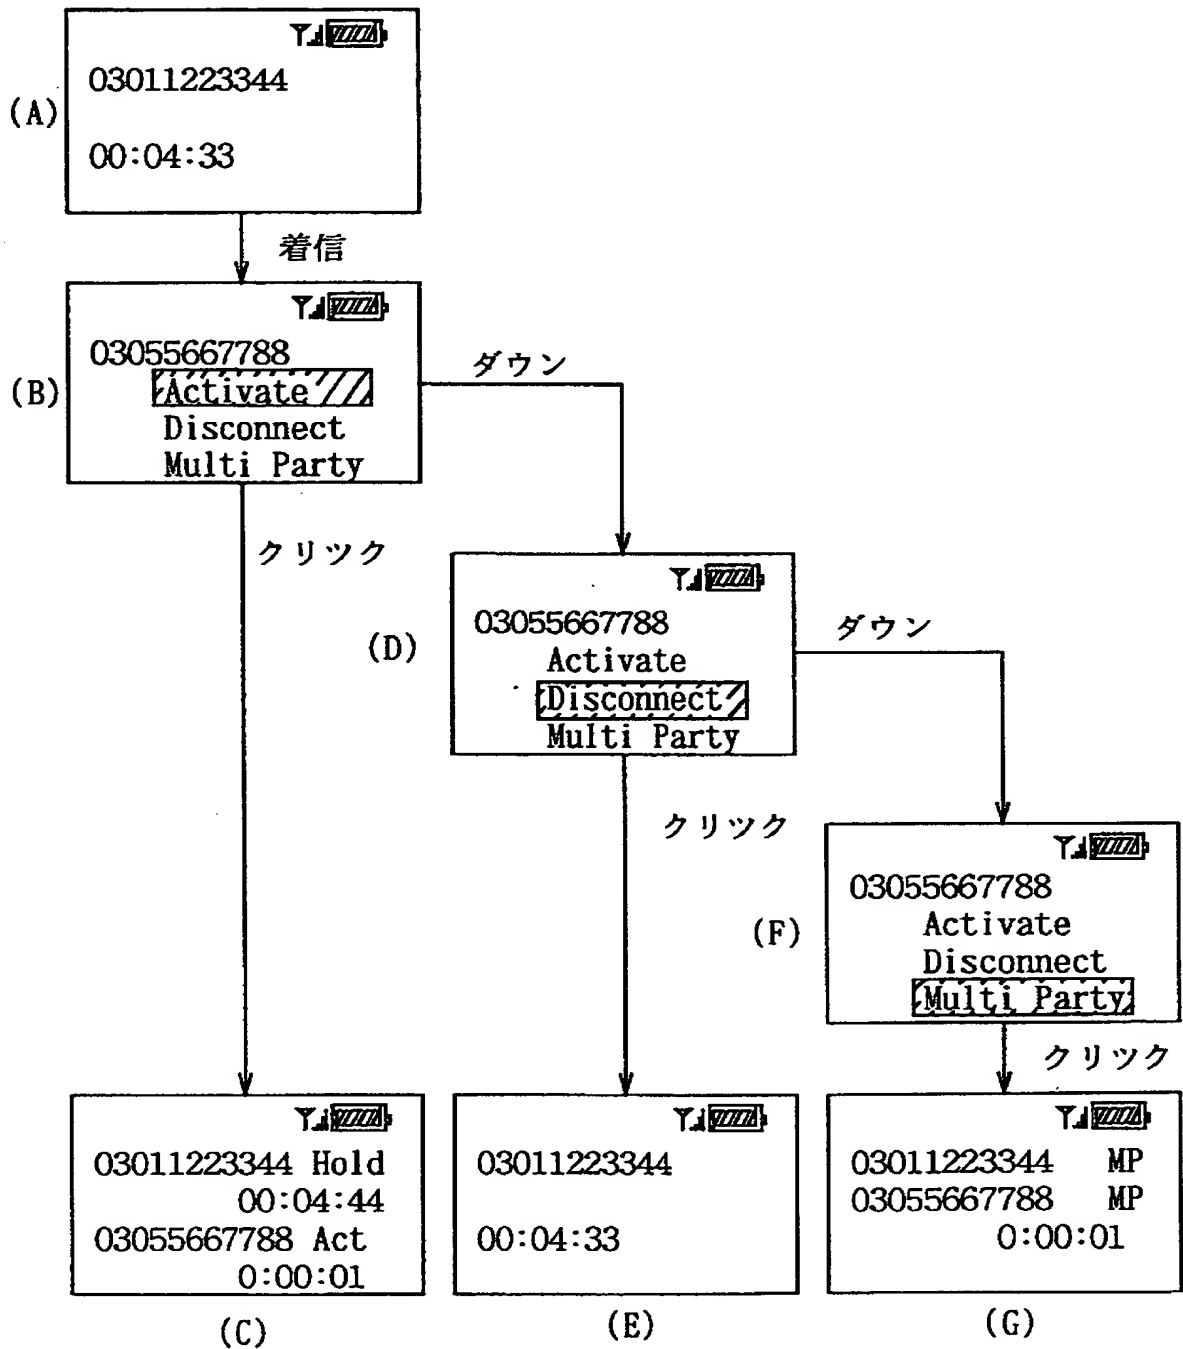 03011223344
(A)
00:04:33
着信
03055667788
(B)
Activate
Disconnect
Multi Party
ダウン
クリック
03055667788
(D)
Activate
Disconnect
Multi Party
ダウン
クリック
03055667788
(F)
Activate
Disconnect
Multi Party
クリック
03011223344 Hold
00:04:44
03055667788 Act
0:00:01
(C)
03011223344
00:04:33
(E)
03011223344 MP
03055667788 MP
0:00:01
(G)